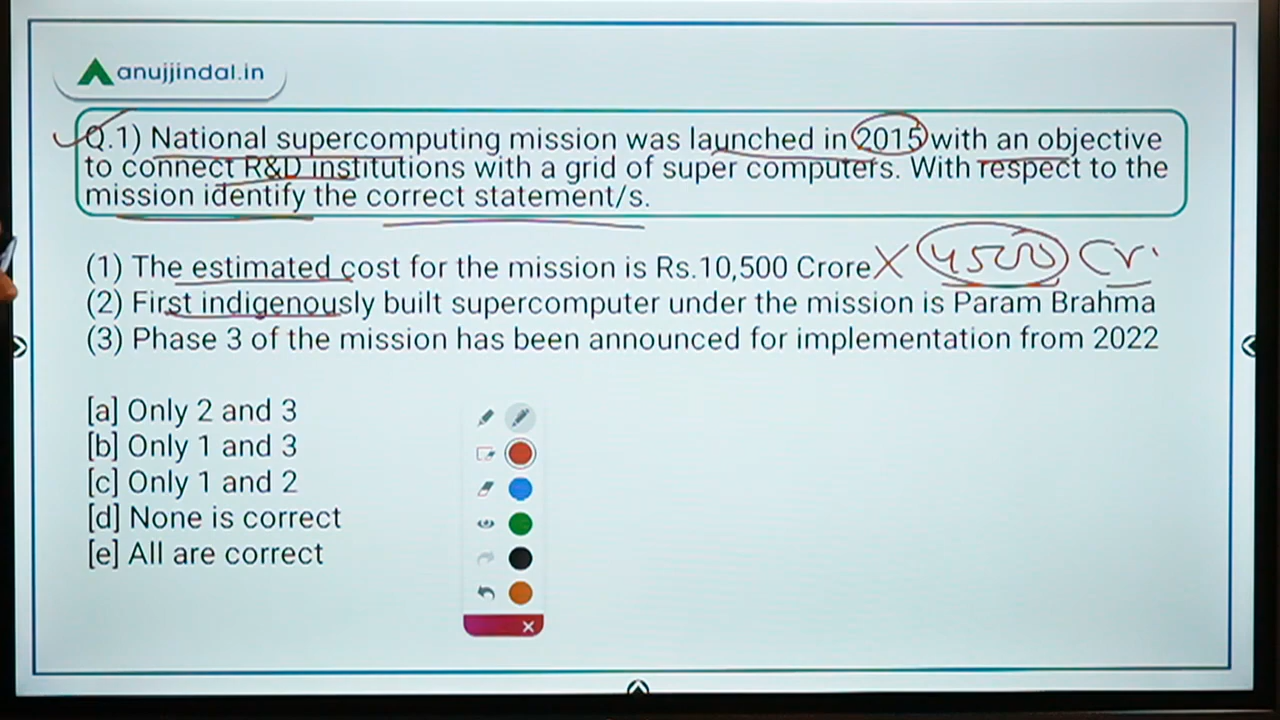 anujjindal.in
Q.1) National supercomputing mission was launched in 2015 with an objective
to connect R&D institutions with a grid of super computers. With respect to the
mission identify the correct statement/s.
(1) The estimated cost for the mission is Rs.10,500 Crore X 4500 Cr.
(2) First indigenously built supercomputer under the mission is Param Brahma
(3) Phase 3 of the mission has been announced for implementation from 2022
[a] Only 2 and 3
[b] Only 1 and 3
[c] Only 1 and 2
[d] None is correct
[e] All are correct